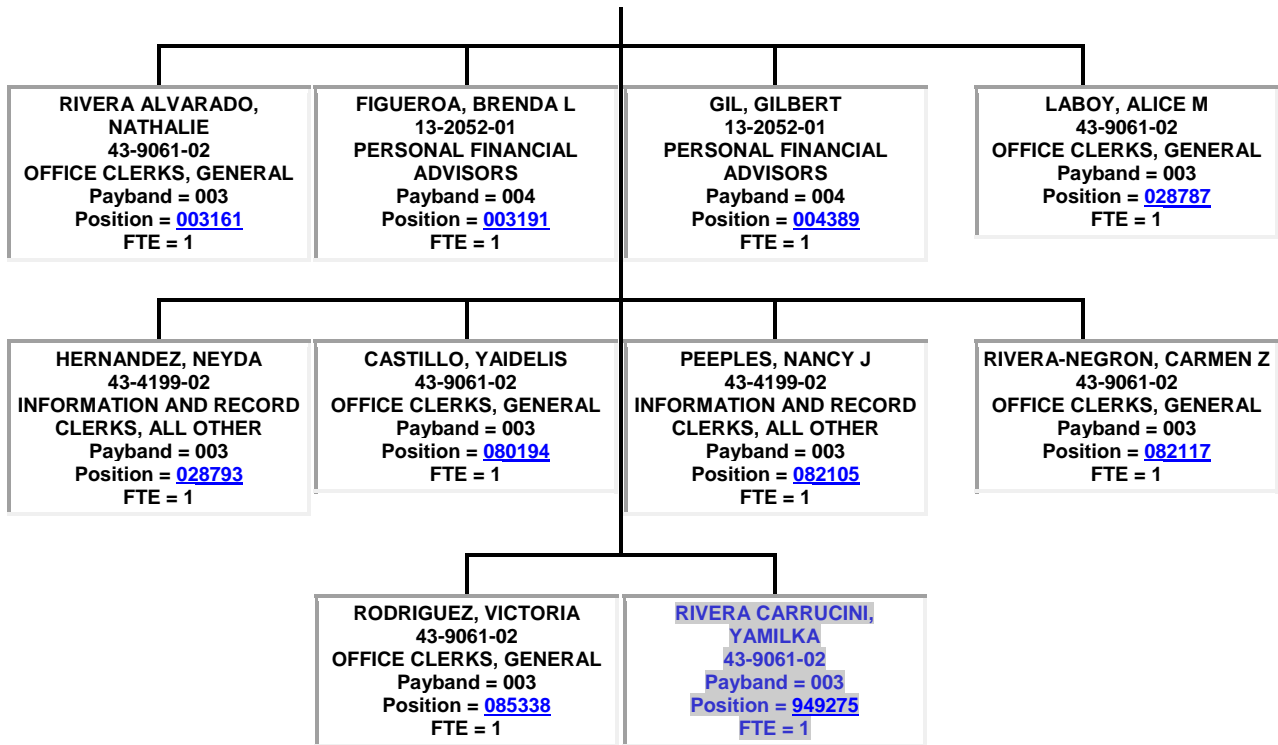 RIVERA ALVARADO,
NATHALIE
43-9061-02
OFFICE CLERKS, GENERAL
Payband = 003
Position = 003161
FTE = 1
FIGUEROA, BRENDA L
13-2052-01
PERSONAL FINANCIAL
ADVISORS
Payband = 004
Position = 003191
FTE = 1
GIL, GILBERT
13-2052-01
PERSONAL FINANCIAL
ADVISORS
Payband = 004
Position = 004389
FTE = 1
LABOY, ALICE M
43-9061-02
OFFICE CLERKS, GENERAL
Payband = 003
Position = 028787
FTE = 1
HERNANDEZ, NEYDA
43-4199-02
INFORMATION AND RECORD
CLERKS, ALL OTHER
Payband = 003
Position = 028793
FTE = 1
CASTILLO, YAIDELIS
43-9061-02
OFFICE CLERKS, GENERAL
Payband = 003
Position = 080194
FTE = 1
PEEPLES, NANCY J
43-4199-02
INFORMATION AND RECORD
CLERKS, ALL OTHER
Payband = 003
Position = 082105
FTE = 1
RIVERA-NEGRON, CARMEN Z
43-9061-02
OFFICE CLERKS, GENERAL
Payband = 003
Position = 082117
FTE = 1
RODRIGUEZ, VICTORIA
43-9061-02
OFFICE CLERKS, GENERAL
Payband = 003
Position = 085338
FTE = 1
RIVERA CARRUCINI,
YAMILKA
43-9061-02
Payband = 003
Position = 949275
FTE = 1